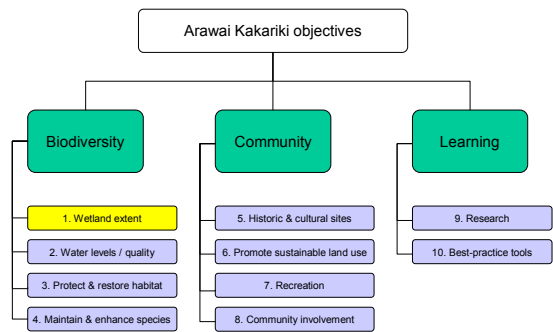 Arawai Kakariki objectives
Biodiversity
1. Wetland extent
2. Water levels / quality
3. Protect & restore habitat
4. Maintain & enhance species
Community
5. Historic & cultural sites
6. Promote sustainable land use
7. Recreation
8. Community involvement
Learning
9. Research
10. Best-practice tools